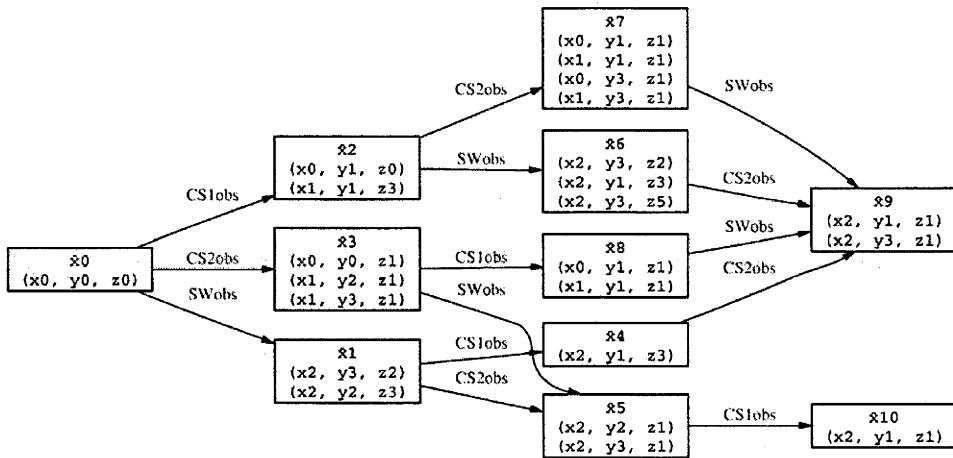 x̂7
(x0, y1, z1)
(x1, y1, z1)
(x0, y3, z1)
(x1, y3, z1)
CS2obs
SWobs
x̂2
(x0, y1, z0)
(x1, y1, z3)
SWobs
x̂6
(x2, y3, z2)
(x2, y1, z3)
(x2, y3, z5)
CS2obs
CS1obs
x̂9
(x2, y1, z1)
(x2, y3, z1)
x̂0
(x0, y0, z0)
CS2obs
x̂3
(x0, y0, z1)
(x1, y2, z1)
(x1, y3, z1)
CS1obs
SWobs
x̂8
(x0, y1, z1)
(x1, y1, z1)
SWobs
CS2obs
SWobs
x̂1
(x2, y3, z2)
(x2, y2, z3)
CS1obs
CS2obs
x̂4
(x2, y1, z3)
x̂5
(x2, y2, z1)
(x2, y3, z1)
CS1obs
x̂10
(x2, y1, z1)